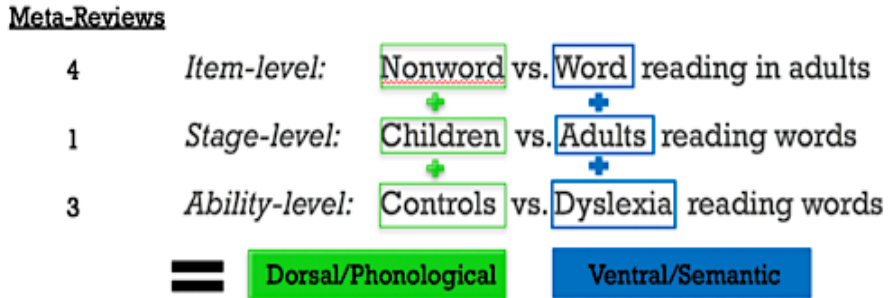 Meta-Reviews
4 Item-level: Nonword vs. Word reading in adults
+ +
1 Stage-level: Children vs. Adults reading words
+ +
3 Ability-level: Controls vs. Dyslexia reading words
= Dorsal/Phonological Ventral/Semantic